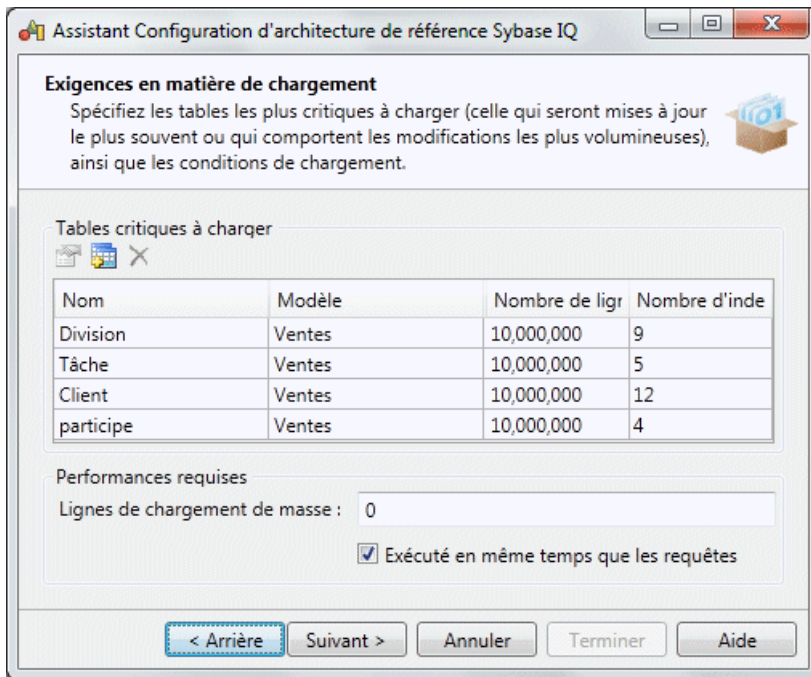 Assistant Configuration d'architecture de référence Sybase IQ
Exigences en matière de chargement
Spécifiez les tables les plus critiques à charger (celle qui seront mises à jour
le plus souvent ou qui comportent les modifications les plus volumineuses),
ainsi que les conditions de chargement.
Tables critiques à charger
Nom Modèle Nombre de ligr Nombre d'inde
Division Ventes 10,000,000 9
Tâche Ventes 10,000,000 5
Client Ventes 10,000,000 12
participe Ventes 10,000,000 4
Performances requises
Lignes de chargement de masse : 0
Exécuté en même temps que les requêtes
< Arrière Suivant > Annuler Terminer Aide